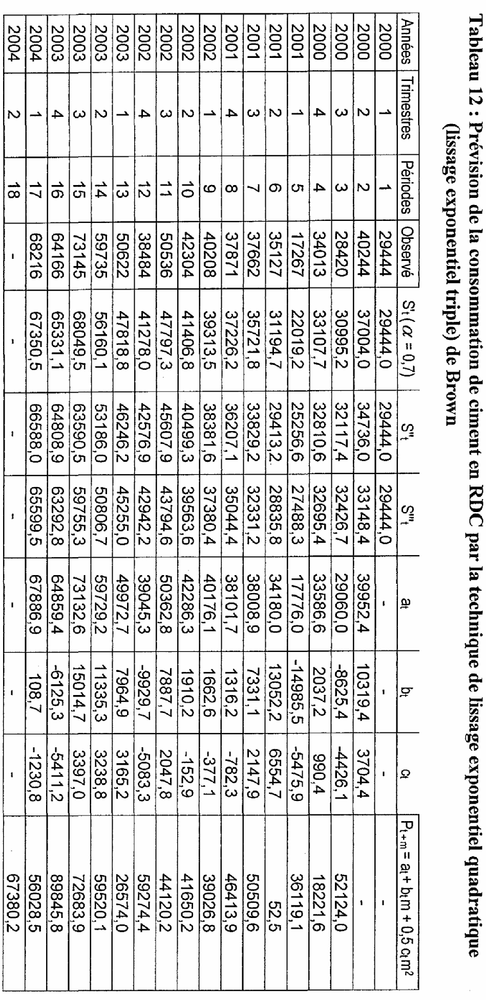 Tableau 12 : Prévision de la consommation de ciment en RDC par la technique de lissage exponentiel quadratique
(lissage exponentiel triple) de Brown
Années Trimestres Périodes Observé S't ( α = 0,7) S''t S'''t at bt ct Pt+m = at + btm + 0,5 ctm²
2000 1 1 29444 29444,0 29444,0 29444,0 - - - -
2000 2 2 40244 37004,0 34736,0 33148,4 39952,4 10319,4 3704,4 -
2000 3 3 28420 30995,2 32117,4 32426,7 29060,0 -8625,4 -4426,1 52124,0
2000 4 4 34013 33107,7 32810,6 32695,4 33586,6 2037,2 990,4 18221,6
2001 1 5 17267 22019,2 25256,6 27488,3 17776,0 -14985,5 -5475,9 36119,1
2001 2 6 35127 31194,7 29413,2 28835,8 34180,0 13052,2 6554,7 52,5
2001 3 7 37662 35721,8 33829,2 32331,2 38008,9 7331,1 2147,9 50509,6
2001 4 8 37871 37226,2 36207,1 35044,4 38101,7 1316,2 -782,3 46413,9
2002 1 9 40208 39313,5 38381,6 37380,4 40176,1 1662,6 -377,1 39026,8
2002 2 10 42304 41406,8 40499,3 39563,6 42286,3 1910,2 -152,9 41650,2
2002 3 11 50536 47797,3 45607,9 43794,6 50362,8 7887,7 2047,8 44120,2
2002 4 12 38484 41278,0 42576,9 42942,2 39045,3 -9929,7 -5083,3 59274,4
2003 1 13 50622 47818,8 46246,2 45255,0 49972,7 7964,9 3165,2 26574,0
2003 2 14 59735 56160,1 53186,0 50806,7 59729,2 11335,3 3238,8 59520,1
2003 3 15 73145 68049,5 63590,5 59755,3 73132,6 15014,7 3397,0 72683,9
2003 4 16 64166 65331,1 64808,9 63292,8 64859,4 -6125,3 -5411,2 89845,8
2004 1 17 68216 67350,5 66588,0 65599,5 67886,9 108,7 -1230,8 56028,5
2004 2 18 - - - - - - - 67380,2